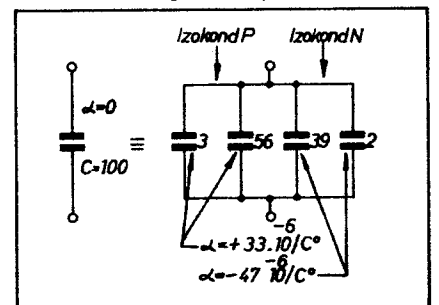 Izokond P Izokond N
α=0
C=100
≡
3 56 39 2
-6
α=+33.10/C°
-6
α=-47 10/C°